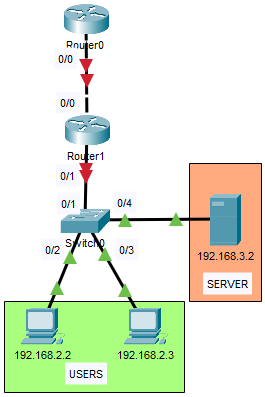 Router0
0/0
0/0
Router1
0/1
0/1
0/4
Switch0
0/2
0/3
192.168.3.2
SERVER
192.168.2.2
192.168.2.3
USERS